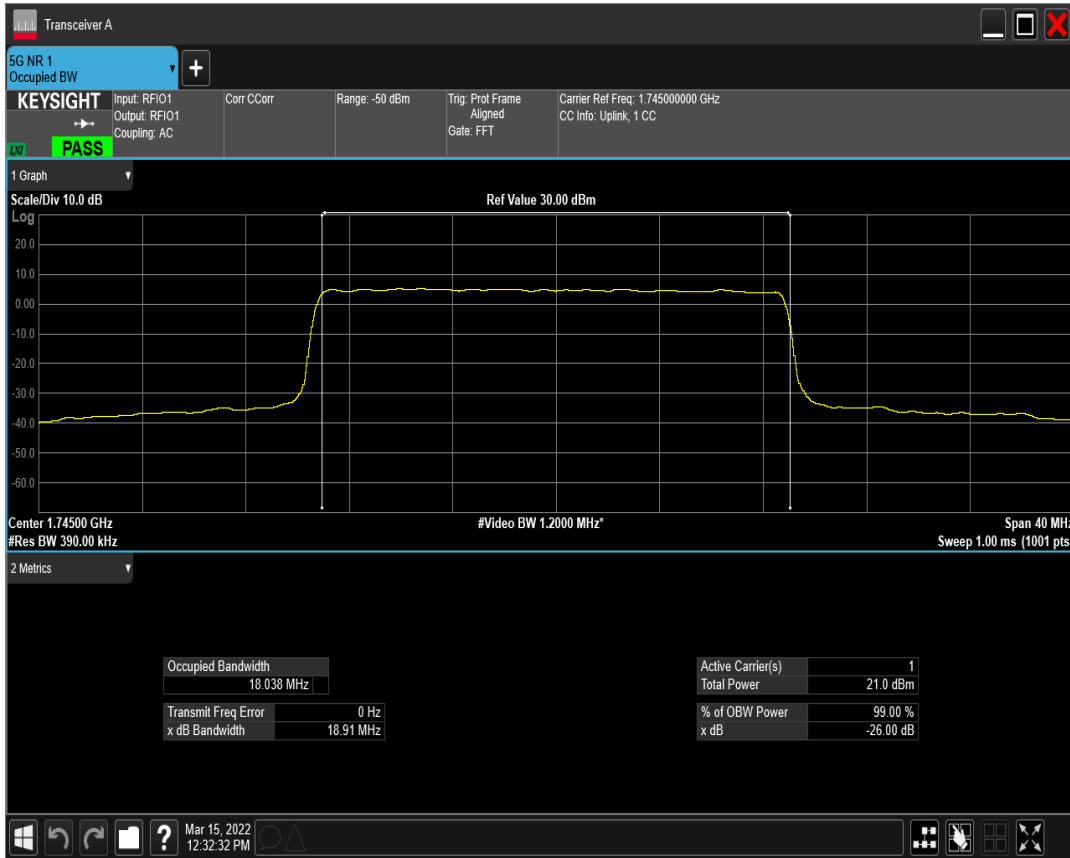 Transceiver A
5G NR 1
Occupied BW
KEYSIGHT
LXI
PASS
Input: RFIO1
Output: RFIO1
Coupling: AC
Corr CCorr
Range: -50 dBm
Trig: Prot Frame
Aligned
Gate: FFT
Carrier Ref Freq: 1.745000000 GHz
CC Info: Uplink, 1 CC
1 Graph
Scale/Div 10.0 dB
Ref Value 30.00 dBm
Log
20.0
10.0
0.00
-10.0
-20.0
-30.0
-40.0
-50.0
-60.0
Center 1.74500 GHz
#Video BW 1.2000 MHz*
Span 40 MHz
#Res BW 390.00 kHz
Sweep 1.00 ms (1001 pts
2 Metrics
Occupied Bandwidth
18.038 MHz
Transmit Freq Error 0 Hz
x dB Bandwidth 18.91 MHz
Active Carrier(s) 1
Total Power 21.0 dBm
% of OBW Power 99.00 %
x dB -26.00 dB
?
Mar 15, 2022
12:32:32 PM